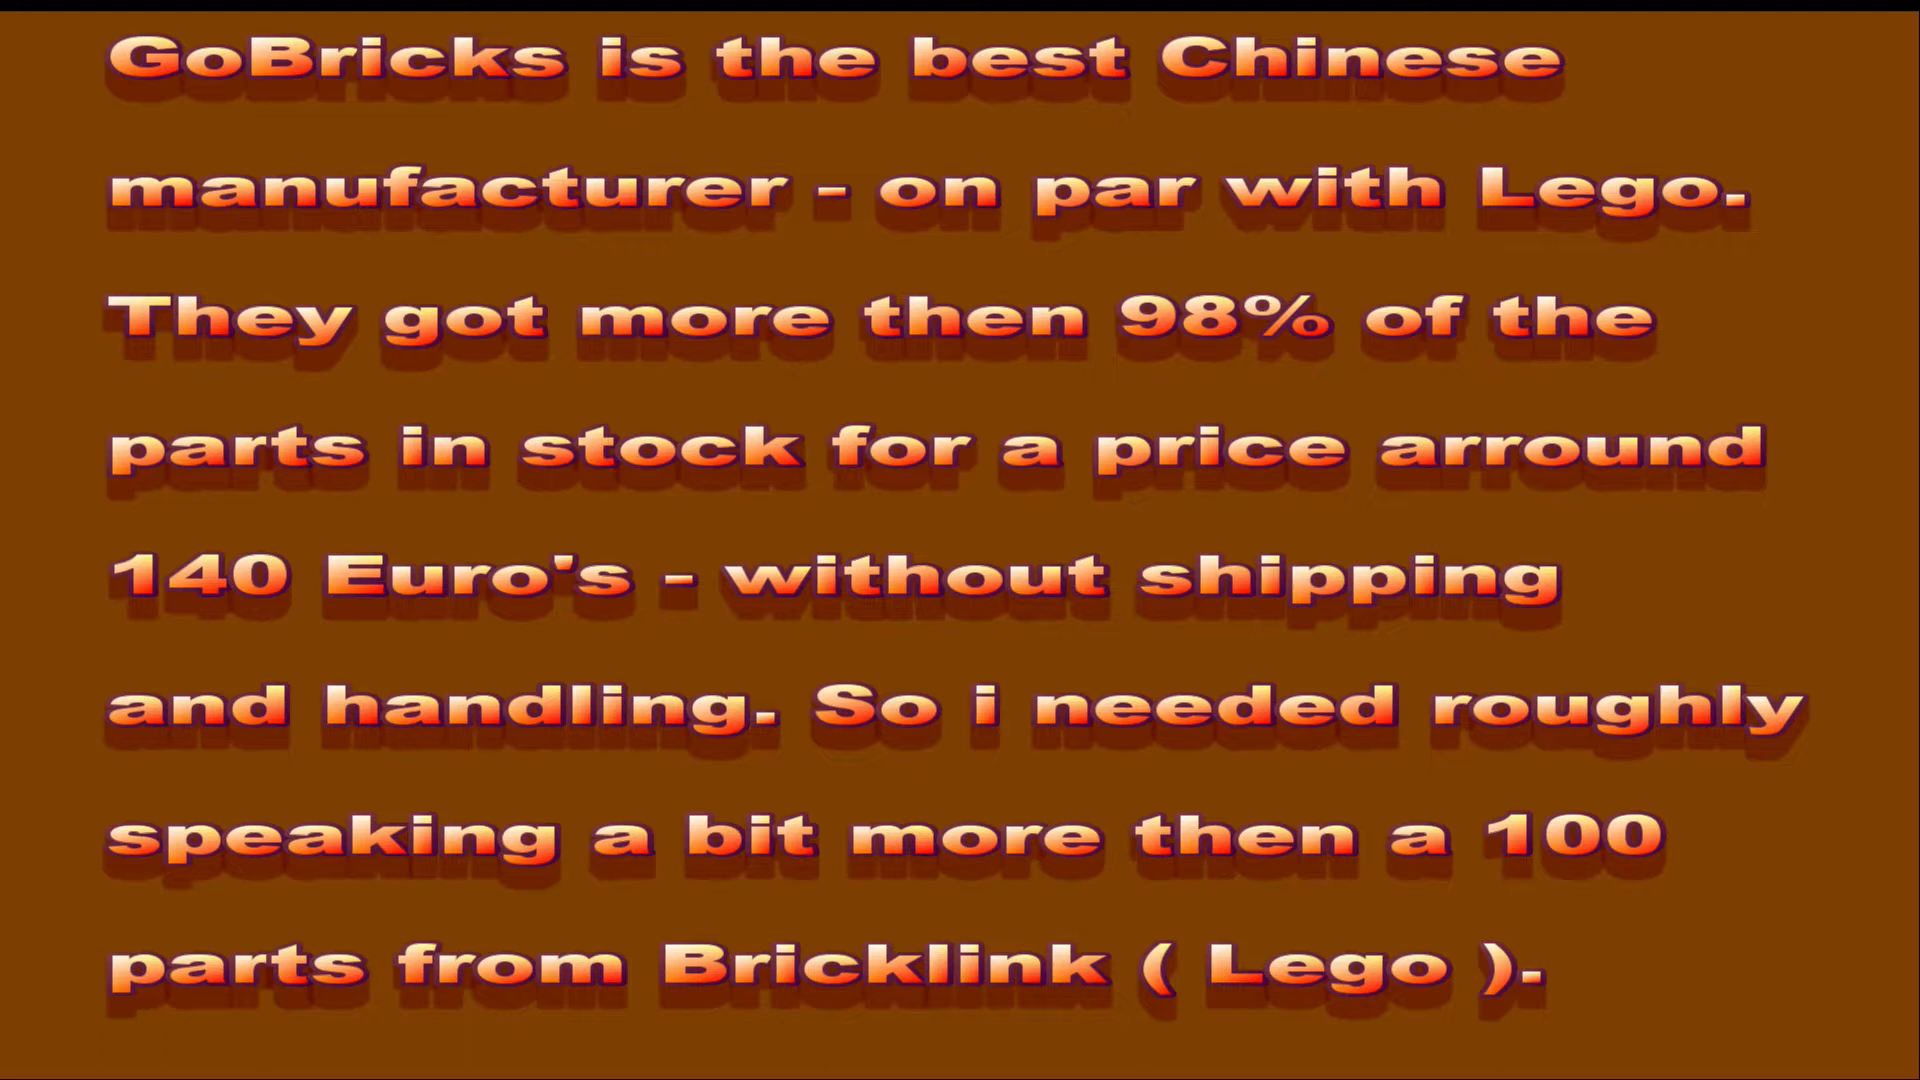 GoBricks is the best Chinese
manufacturer - on par with Lego.
They got more then 98% of the
parts in stock for a price arround
140 Euro's - without shipping
and handling. So i needed roughly
speaking a bit more then a 100
parts from Bricklink ( Lego ).